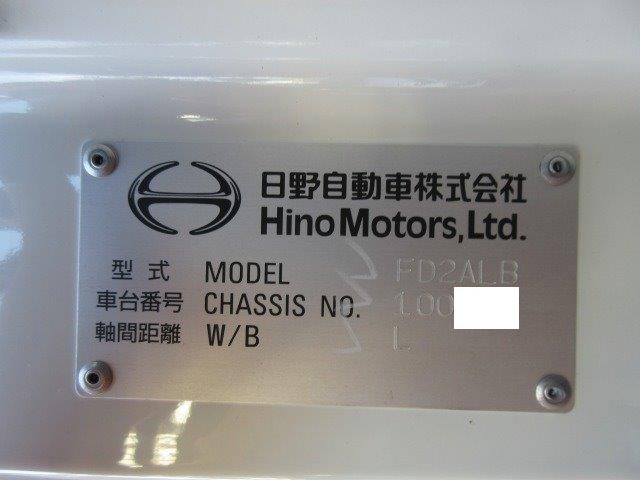 日野自動車株式会社
Hino Motors, Ltd.
型式 MODEL FD2ALB
車台番号 CHASSIS NO. 100
軸間距離 W/B L